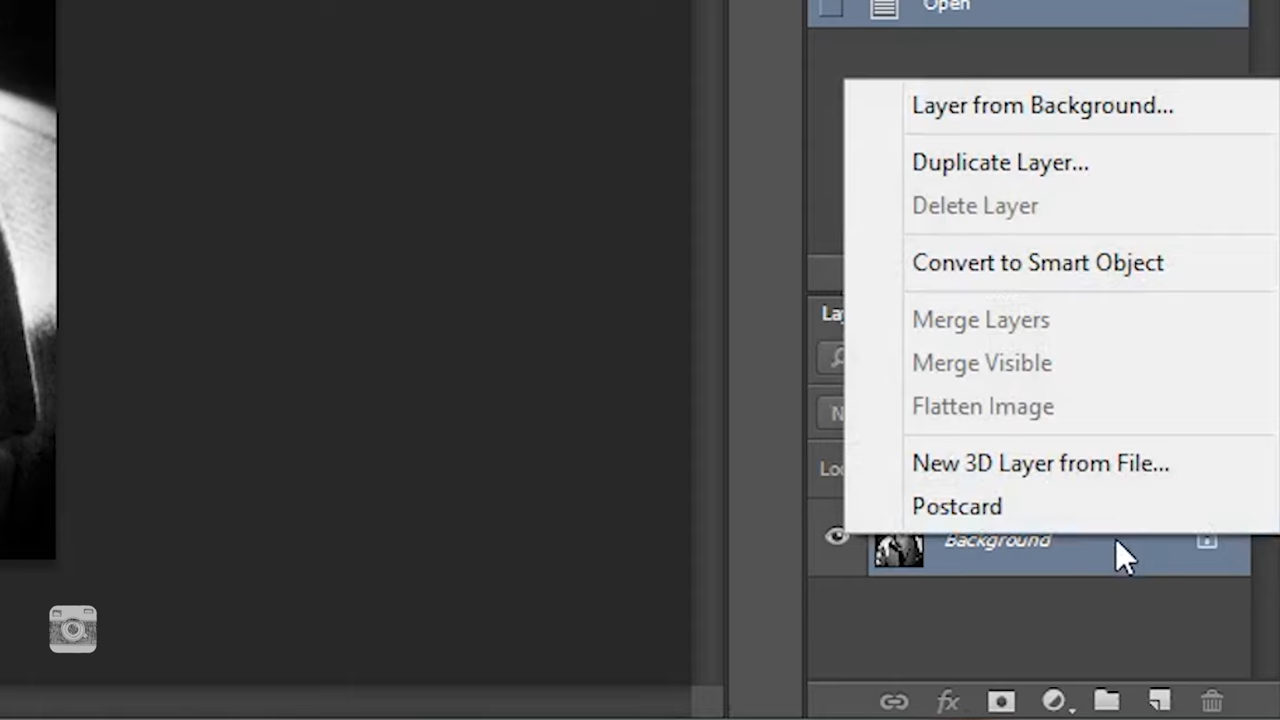 Open
Layer from Background...
Duplicate Layer...
Delete Layer
Convert to Smart Object
Merge Layers
Merge Visible
Flatten Image
New 3D Layer from File...
Postcard
Background
fx